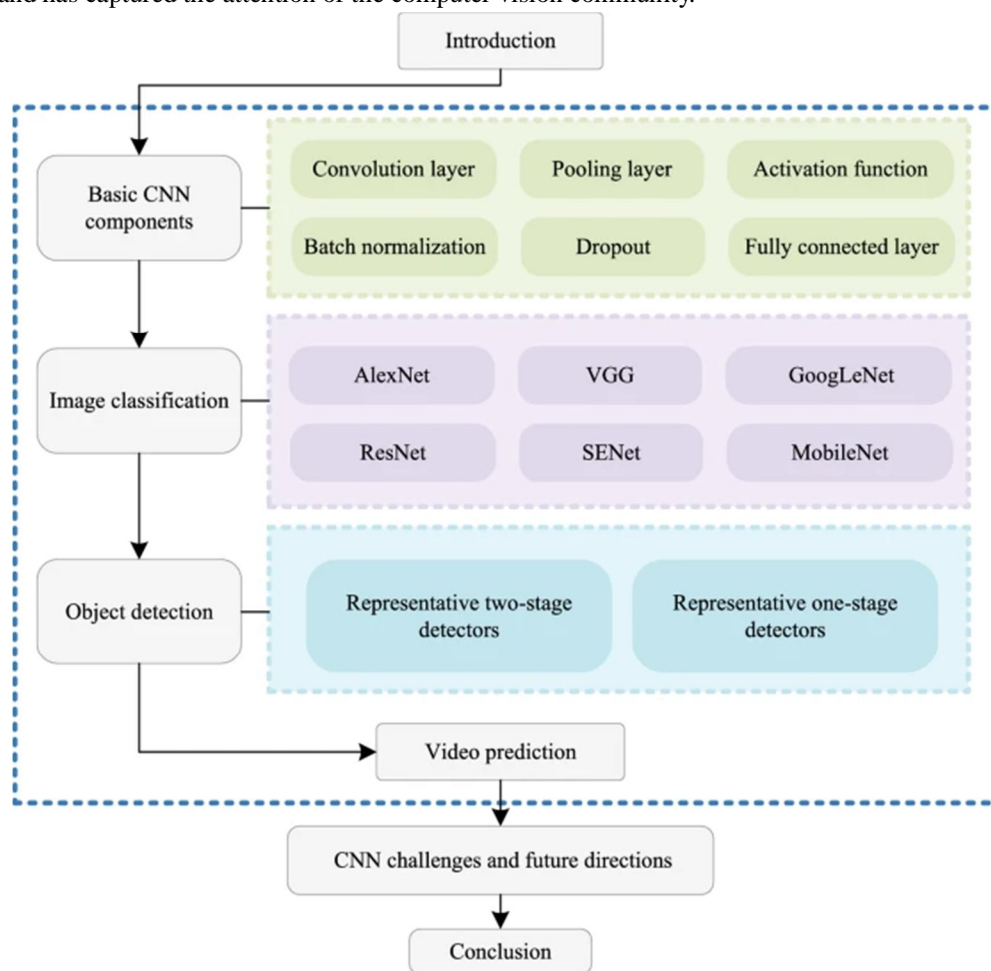 and has captured the attention of the computer vision community.
Introduction
Basic CNN
components
Convolution layer
Pooling layer
Activation function
Batch normalization
Dropout
Fully connected layer
Image classification
AlexNet
VGG
GoogLeNet
ResNet
SENet
MobileNet
Object detection
Representative two-stage
detectors
Representative one-stage
detectors
Video prediction
CNN challenges and future directions
Conclusion